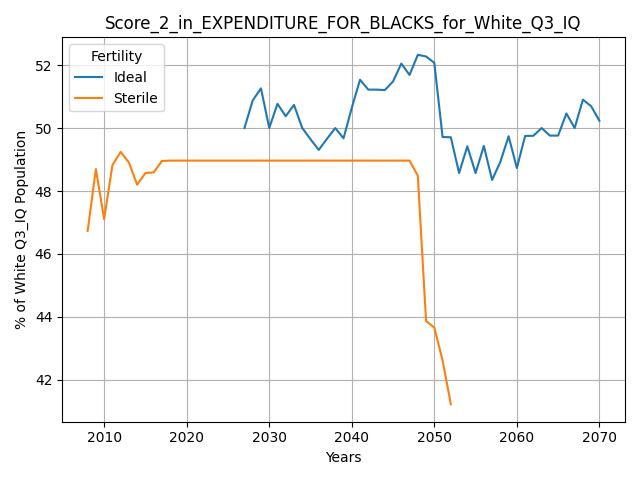 Score_2_in_EXPENDITURE_FOR_BLACKS_for_White_Q3_IQ
Fertility
Ideal
Sterile
% of White Q3_IQ Population
52
50
48
46
44
42
2010 2020 2030 2040 2050 2060 2070
Years